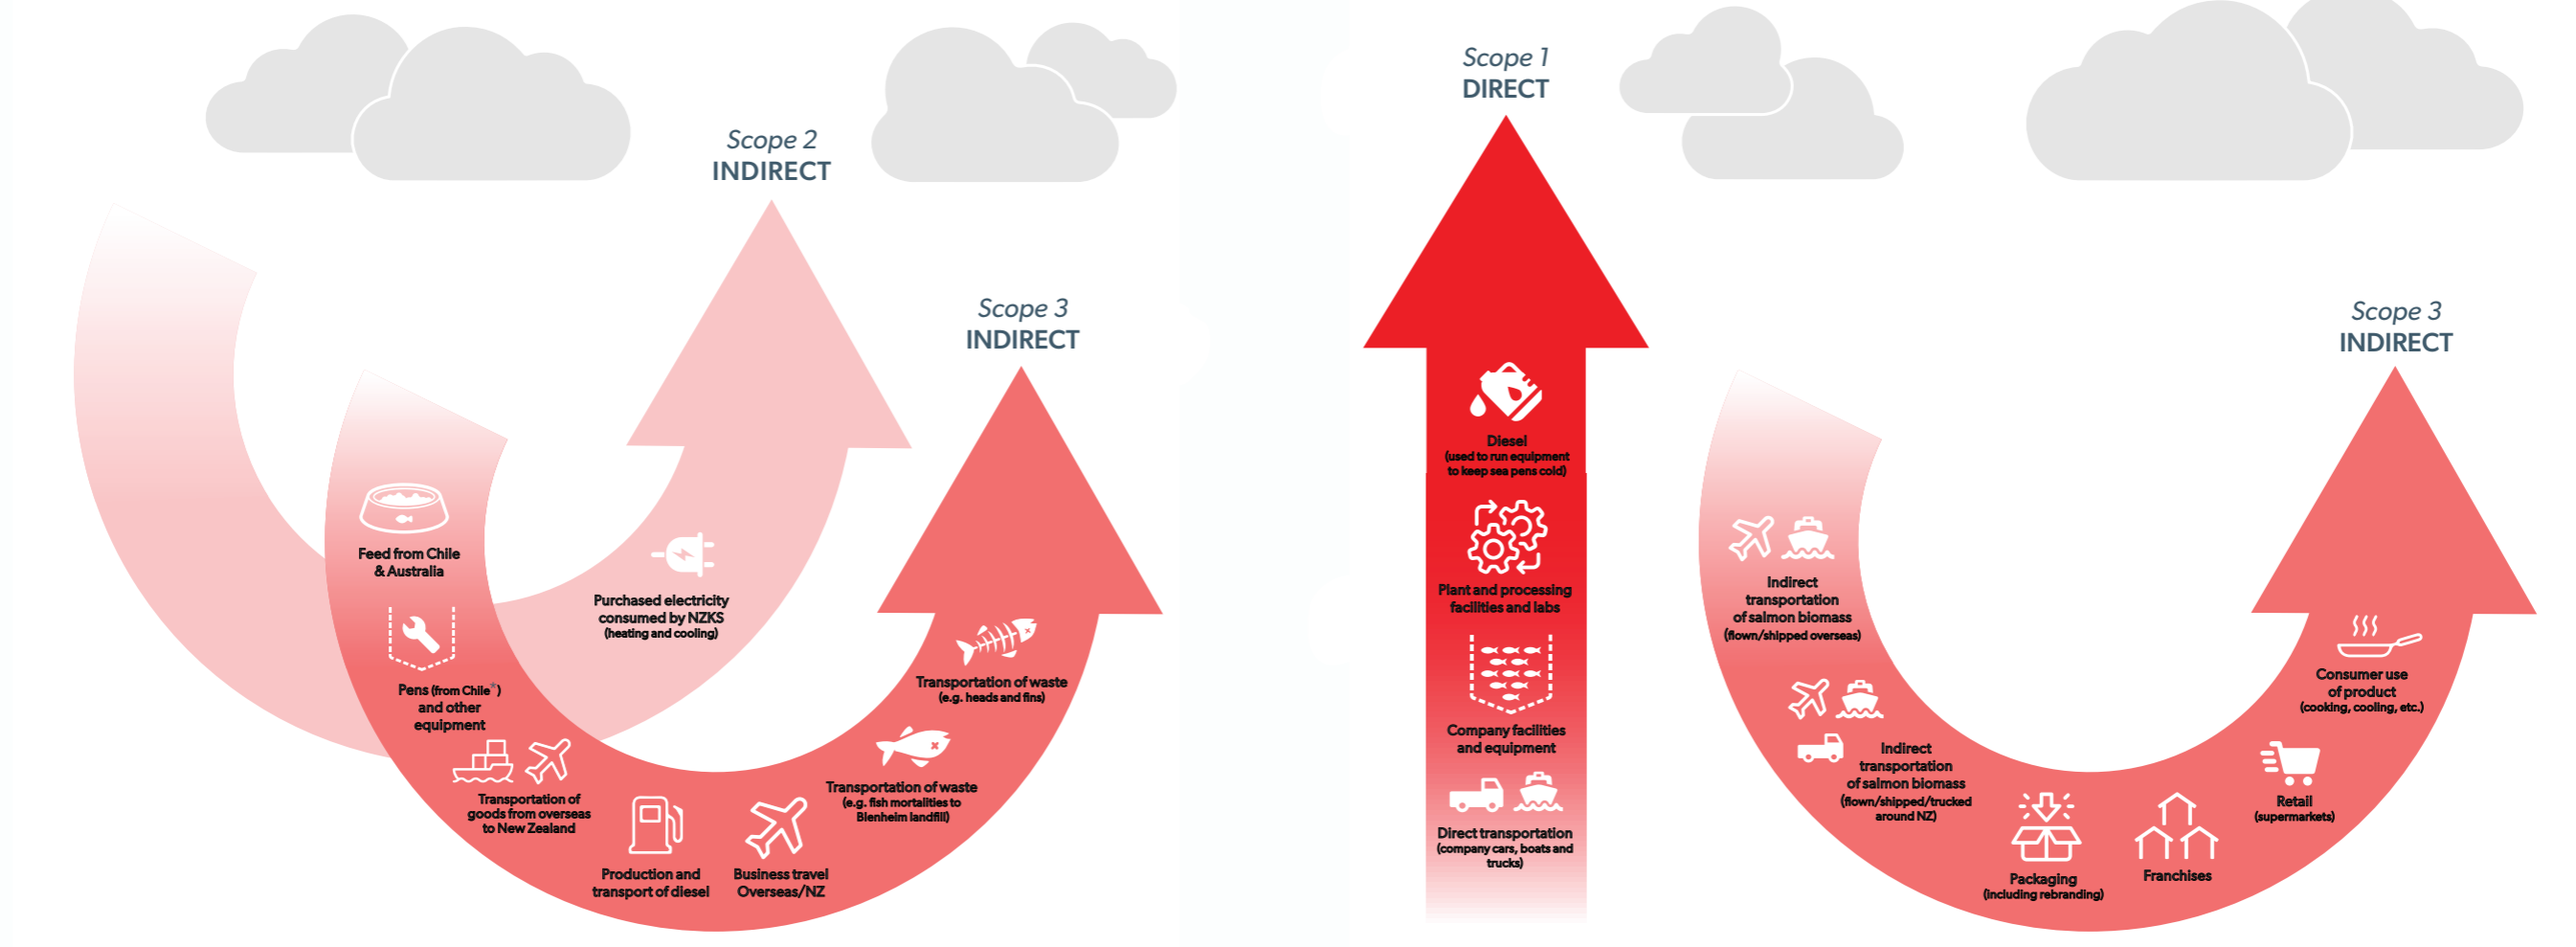 Scope 2
INDIRECT
Purchased electricity
consumed by NZKS
(heating and cooling)
Scope 3
INDIRECT
Feed from Chile
& Australia
Pens (from Chile*)
and other
equipment
Transportation of
goods from overseas
to New Zealand
Production and
transport of diesel
Business travel
Overseas/NZ
Transportation of waste
(e.g. fish mortalities to
Blenheim landfill)
Transportation of waste
(e.g. heads and fins)
Scope 1
DIRECT
Diesel
(used to run equipment
to keep sea pens cold)
Plant and processing
facilities and labs
Company facilities
and equipment
Direct transportation
(company cars, boats and
trucks)
Scope 3
INDIRECT
Indirect
transportation
of salmon biomass
(flown/shipped overseas)
Indirect
transportation
of salmon biomass
(flown/shipped/trucked
around NZ)
Packaging
(including rebranding)
Franchises
Retail
(supermarkets)
Consumer use
of product
(cooking, cooling, etc.)